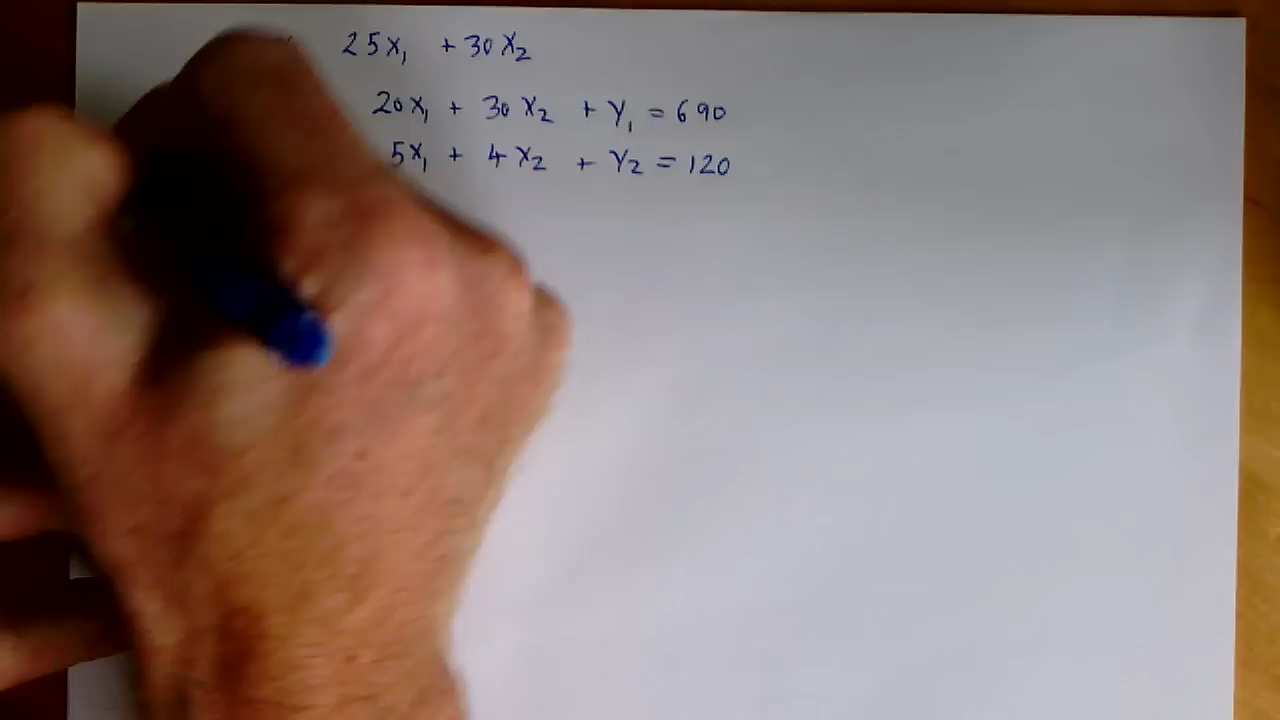 25x₁ + 30x₂
20x₁ + 30x₂ + y₁ = 690
5x₁ + 4x₂ + y₂ = 120